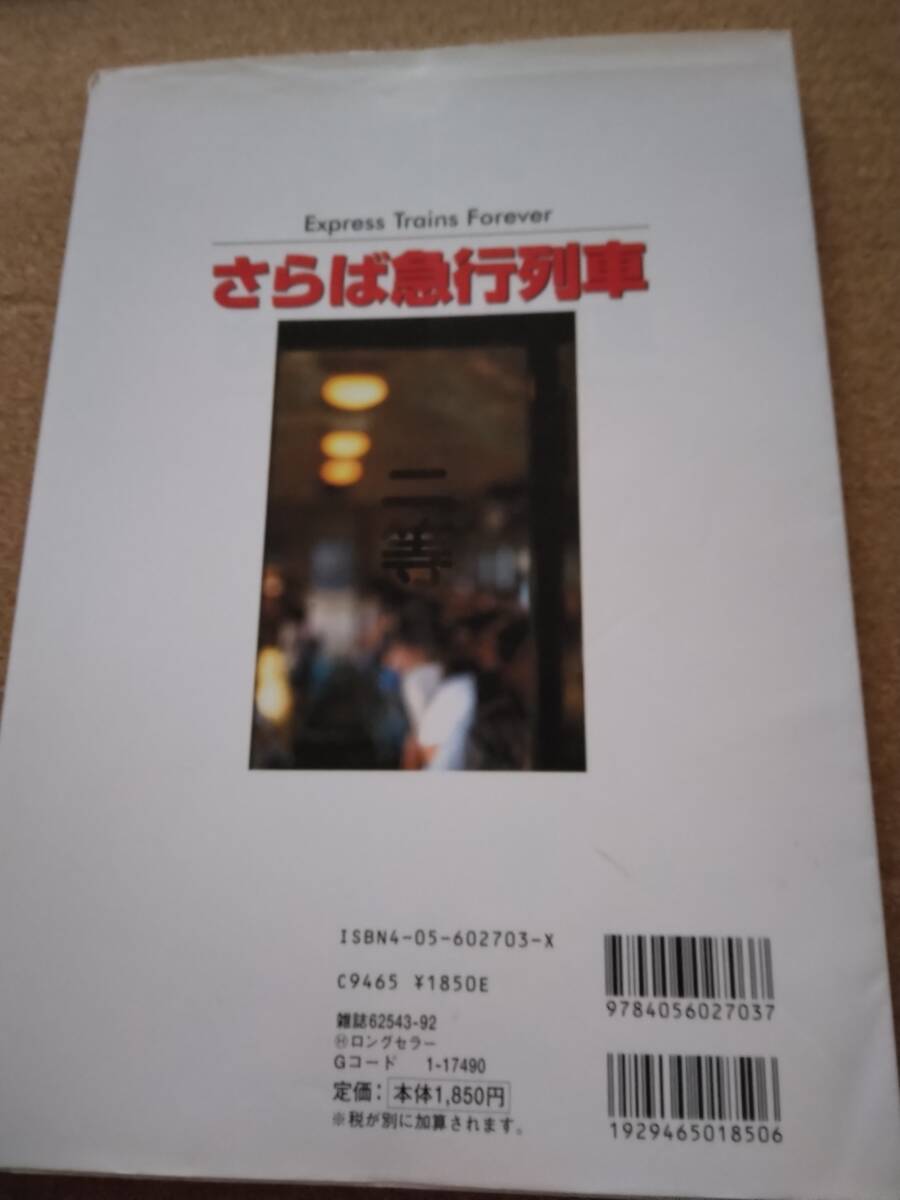 Express Trains Forever
さらば急行列車
二等
ISBN4-05-602703-X
C9465 ¥1850E
雑誌62543-92
Ⓗロングセラー
Gコード 1-17490
定価：本体1,850円
※税が別に加算されます。
9784056027037
1929465018506